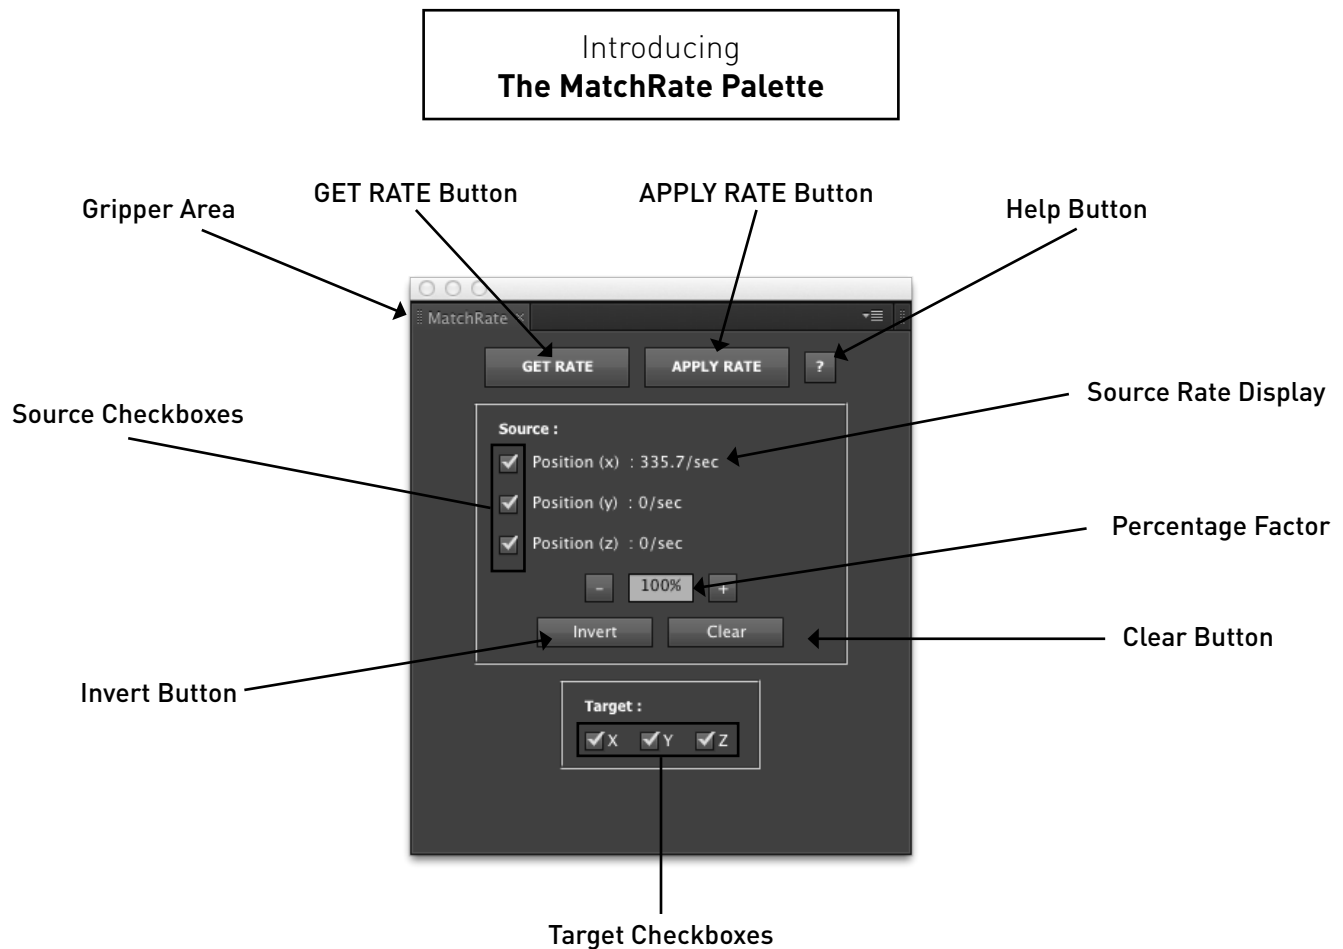 Introducing
The MatchRate Palette
GET RATE Button
APPLY RATE Button
Gripper Area
Help Button
MatchRate ×
GET RATE
APPLY RATE
?
Source Rate Display
Source Checkboxes
Source :
Position (x) : 335.7/sec
Position (y) : 0/sec
Position (z) : 0/sec
Percentage Factor
- 100% +
Invert
Clear
Clear Button
Invert Button
Target :
X Y Z
Target Checkboxes